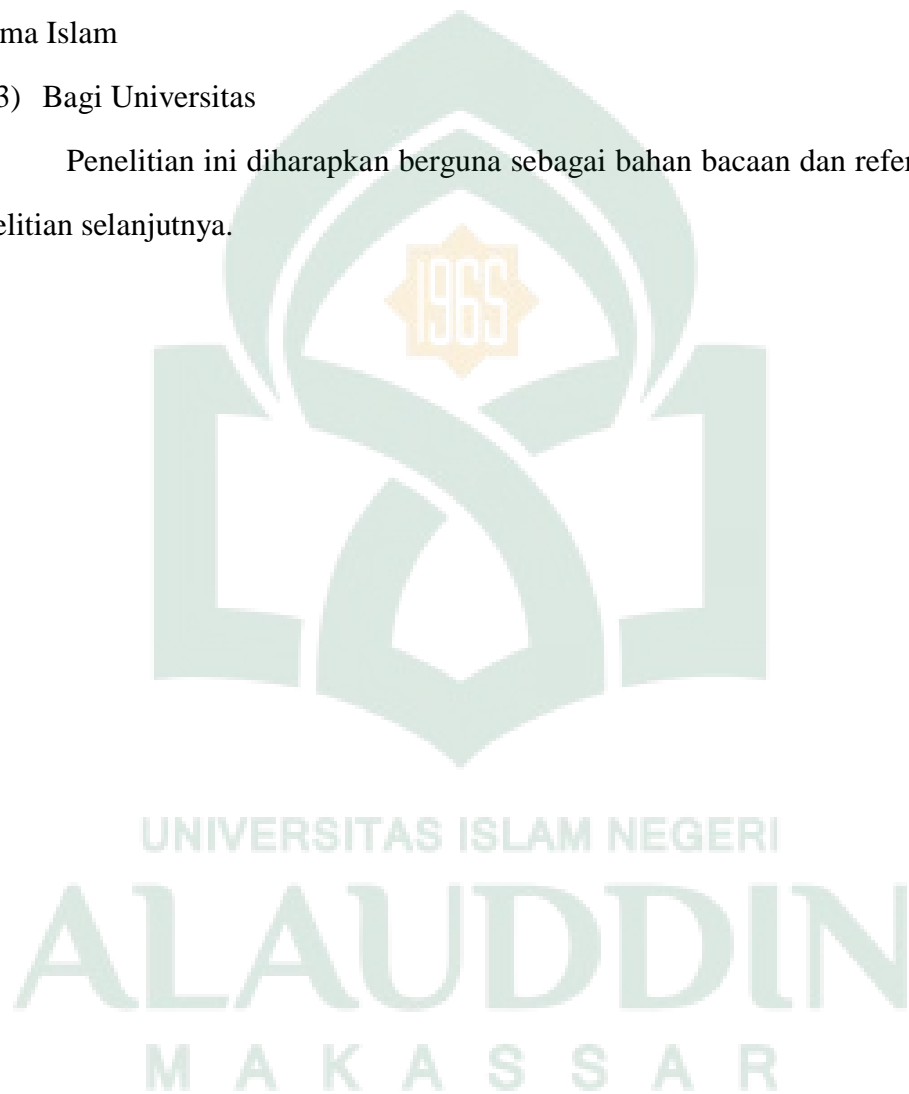 ma Islam
3) Bagi Universitas
Penelitian ini diharapkan berguna sebagai bahan bacaan dan refer
elitian selanjutnya.
1965
UNIVERSITAS ISLAM NEGERI
ALAUDDIN
MAKASSAR